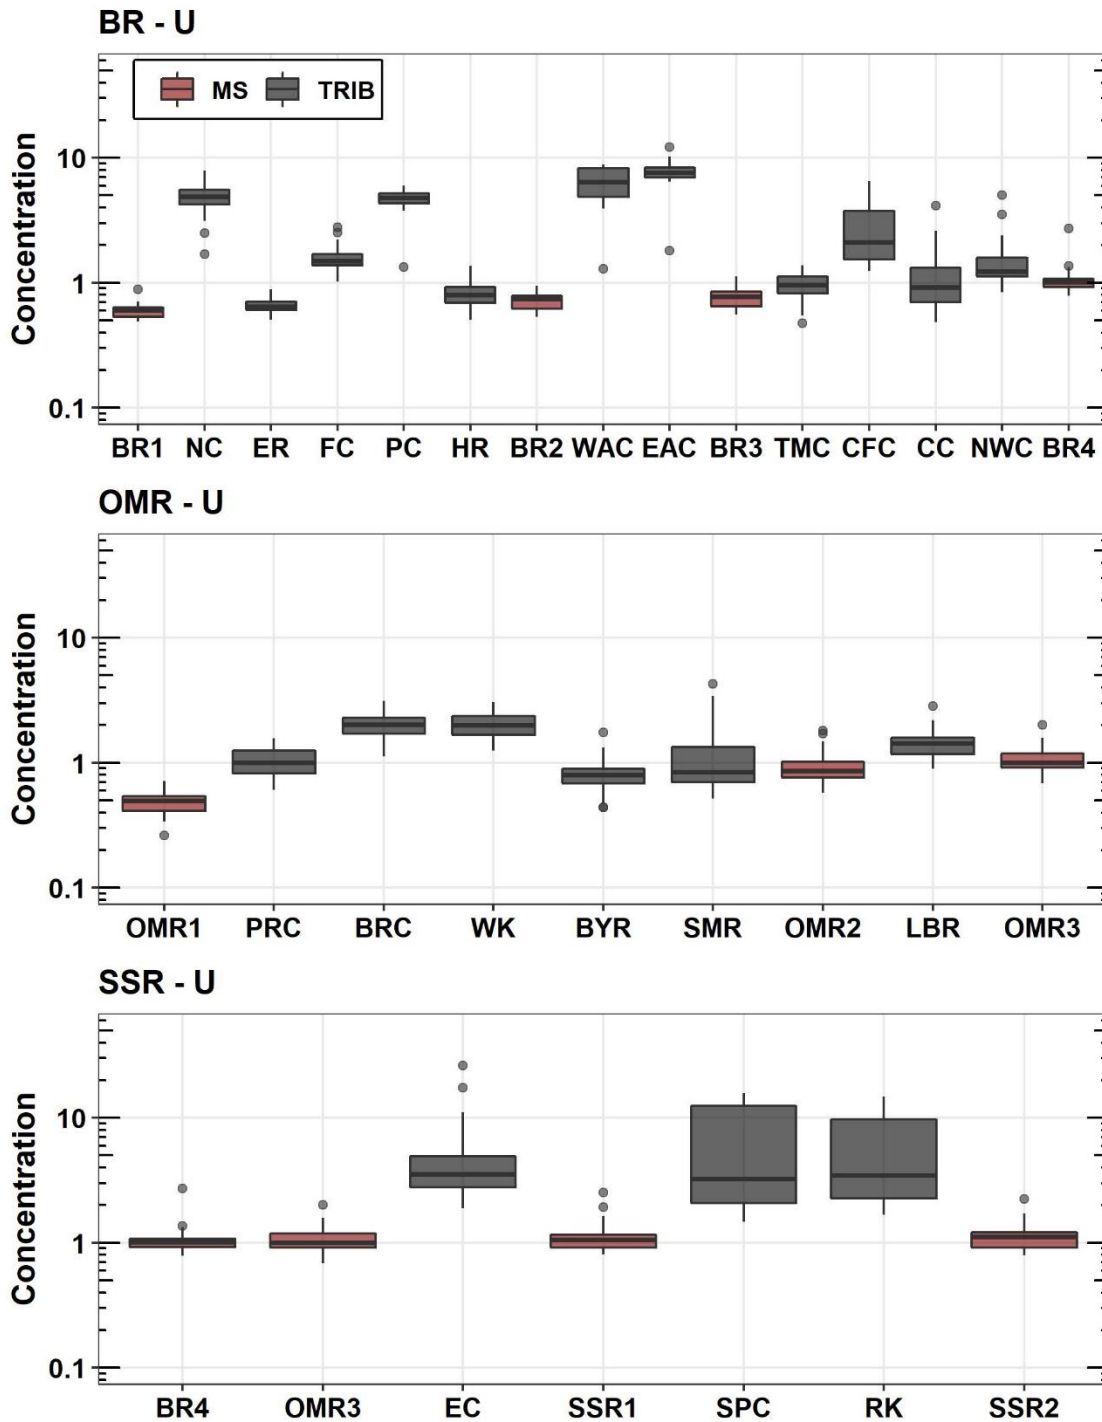 BR - U
MS TRIB
Concentration
10
1
0.1
BR1 NC ER FC PC HR BR2 WAC EAC BR3 TMC CFC CC NWC BR4
OMR - U
Concentration
10
1
0.1
OMR1 PRC BRC WK BYR SMR OMR2 LBR OMR3
SSR - U
Concentration
10
1
0.1
BR4 OMR3 EC SSR1 SPC RK SSR2